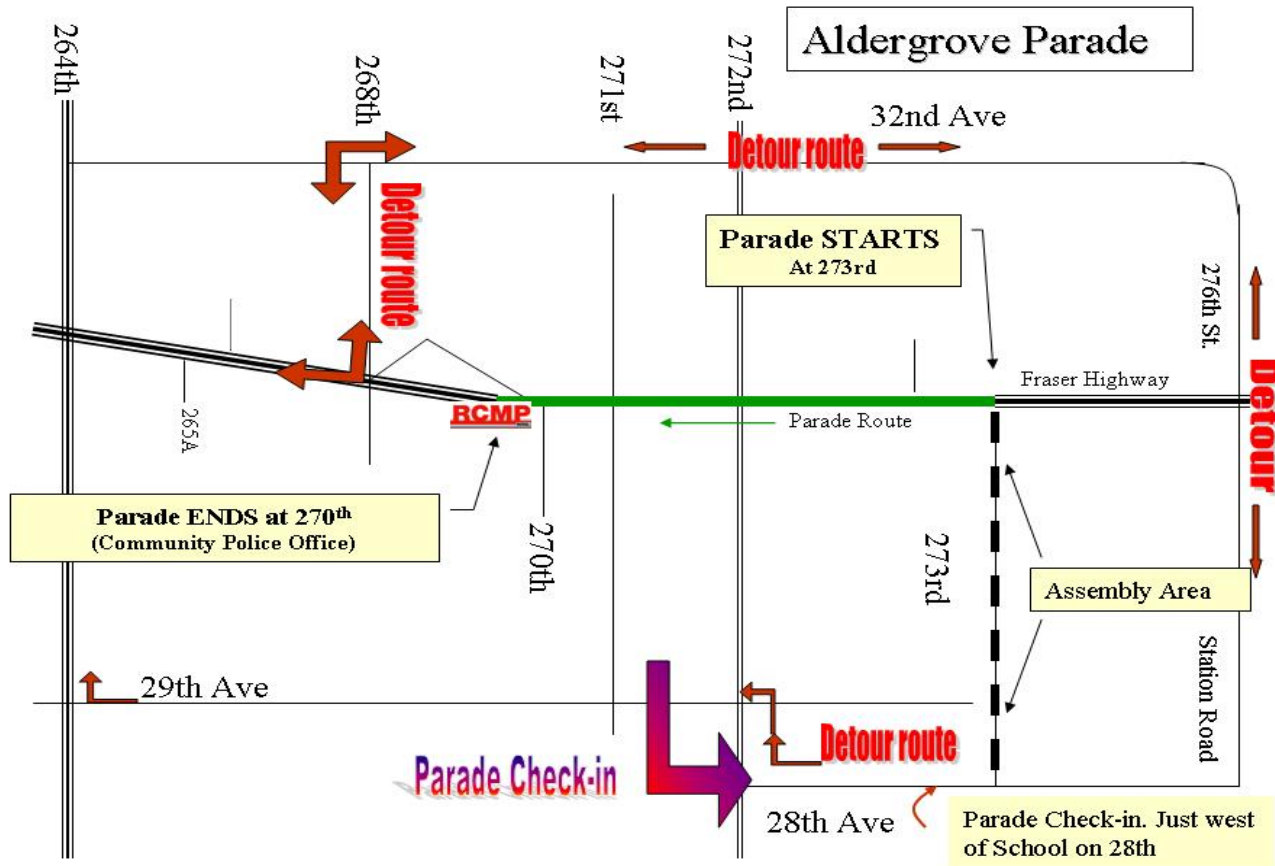 Aldergrove Parade
264th
268th
271st
272nd
32nd Ave
Detour route
Detour route
Parade STARTS
At 273rd
276th St.
Fraser Highway
Detour
265A
RCMP
Parade Route
Parade ENDS at 270th
(Community Police Office)
270th
273rd
Assembly Area
29th Ave
Station Road
Detour route
Parade Check-in
28th Ave
Parade Check-in. Just west
of School on 28th